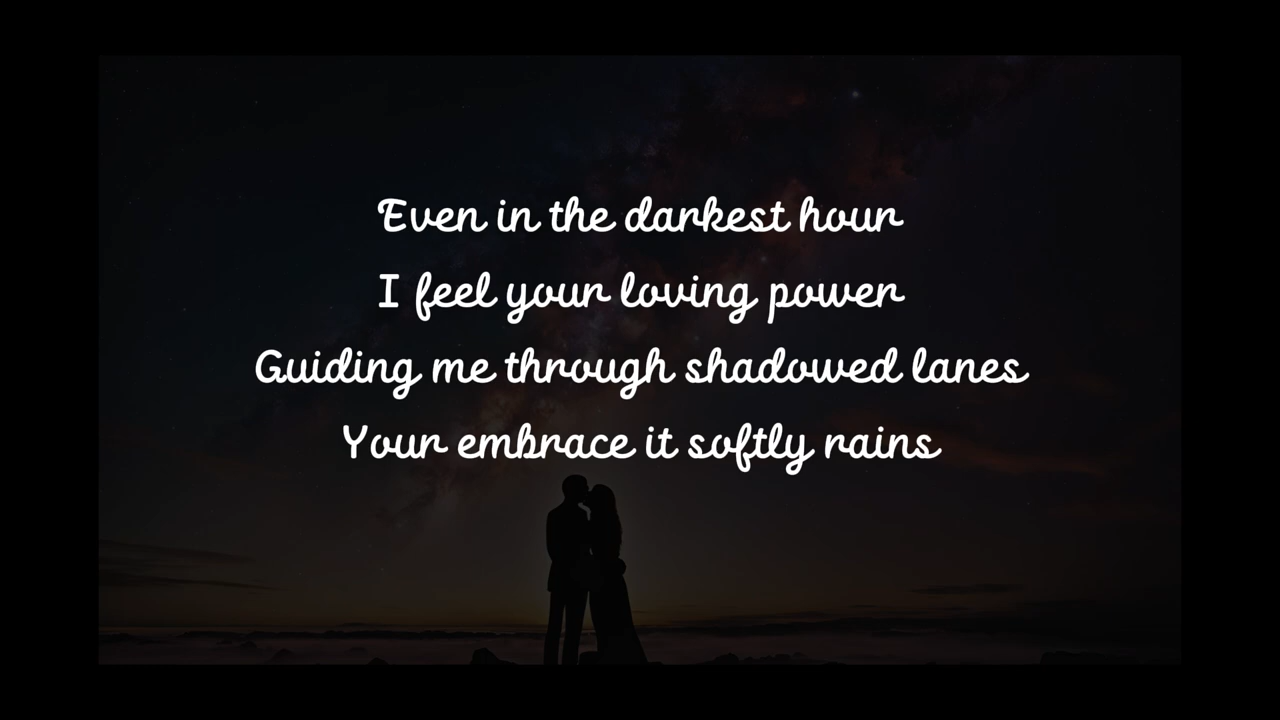 Even in the darkest hour
I feel your loving power
Guiding me through shadowed lanes
Your embrace it softly rains